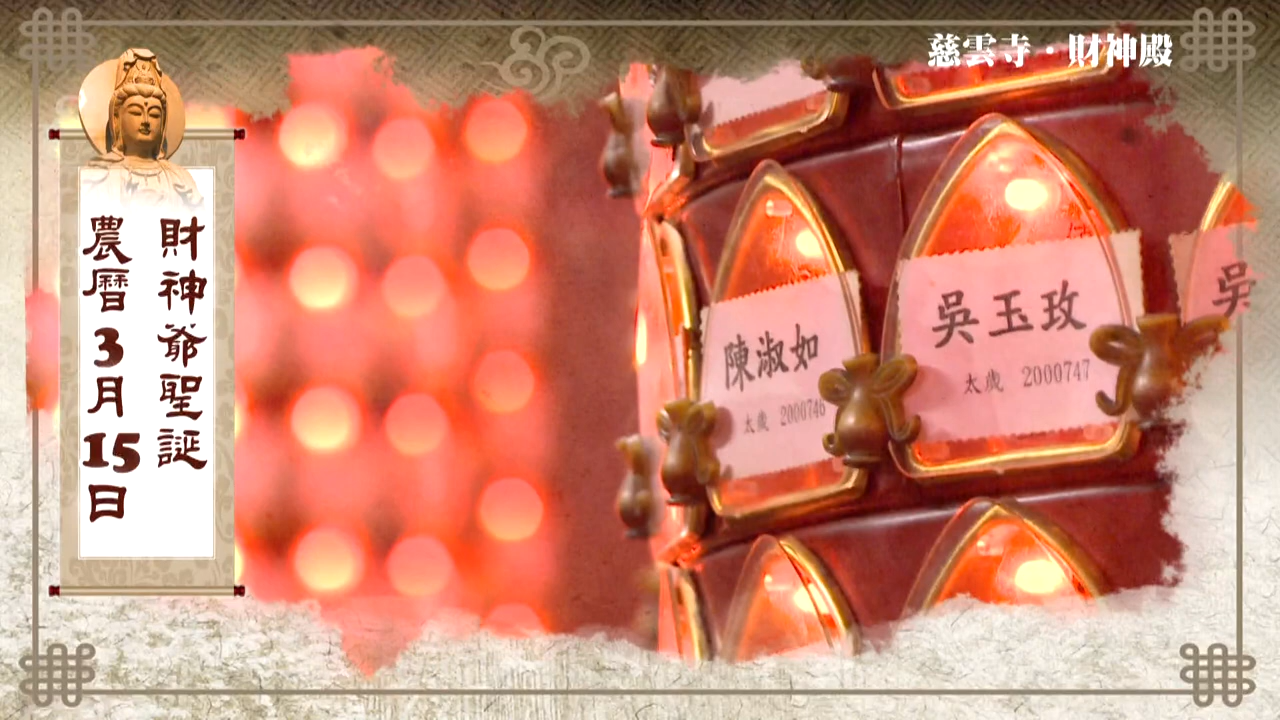 慈雲寺·財神殿
財神爺聖誕
農曆3月15日
陳淑如
太歲 2000746
吳玉玫
太歲 2000747
吳